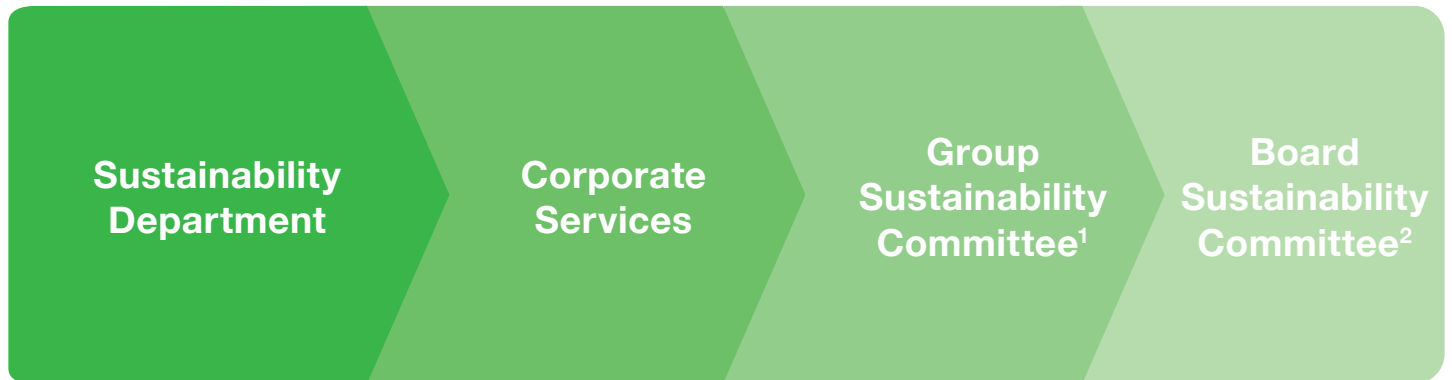 Sustainability
Department
Corporate
Services
Group
Sustainability
Committee¹
Board
Sustainability
Committee²